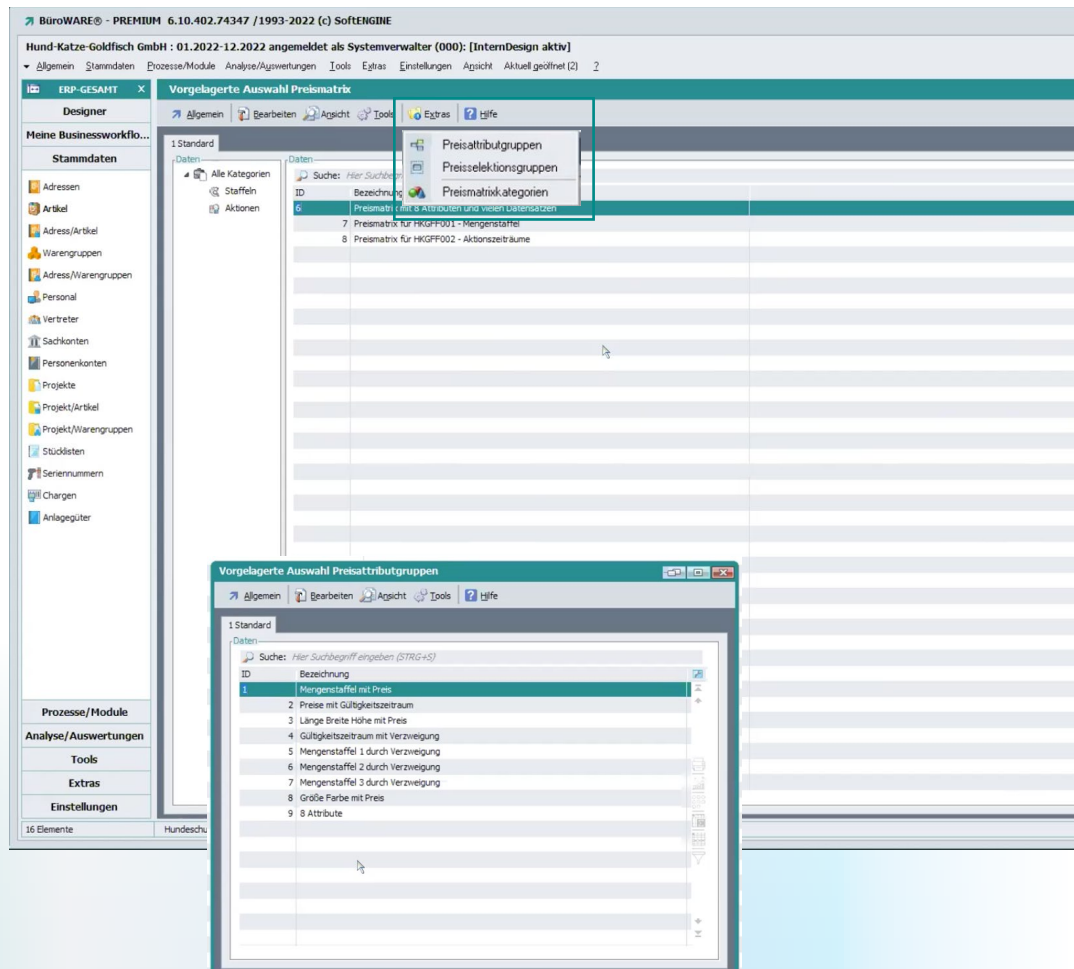 BüroWARE® - PREMIUM 6.10.402.74347 /1993-2022 (c) SoftENGINE
Hund-Katze-Goldfisch GmbH : 01.2022-12.2022 angemeldet als Systemverwalter (000): [InternDesign aktiv]
Allgemein Stammdaten Prozesse/Module Analyse/Auswertungen Tools Extras Einstellungen Ansicht Aktuell geöffnet (2) ?
ERP-GESAMT X
Designer
Meine Businessworkflo...
Stammdaten
Adressen
Artikel
Adress/Artikel
Warengruppen
Adress/Warengruppen
Personal
Vertreter
Sachkonten
Personenkonten
Projekte
Projekt/Artikel
Projekt/Warengruppen
Stücklisten
Seriennummern
Chargen
Anlagegüter
Prozesse/Module
Analyse/Auswertungen
Tools
Extras
Einstellungen
16 Elemente
Hundeschu
Vorgelagerte Auswahl Preismatrix
Allgemein Bearbeiten Ansicht Tools Extras Hilfe
Preisattributgruppen
Preisselektionsgruppen
Preismatrixkategorien
1 Standard
Daten
Alle Kategorien
Staffeln
Aktionen
Daten
Suche: Hier Suchbegr
ID Bezeichnung
6 Preismatrix mit 8 Attributen und vielen Datensätzen
7 Preismatrix für HKGFF001 - Mengenstaffel
8 Preismatrix für HKGFF002 - Aktionszeiträume
Vorgelagerte Auswahl Preisattributgruppen
Allgemein Bearbeiten Ansicht Tools Hilfe
1 Standard
Daten
Suche: Hier Suchbegriff eingeben (STRG+S)
ID Bezeichnung
1 Mengenstaffel mit Preis
2 Preise mit Gültigkeitszeitraum
3 Länge Breite Höhe mit Preis
4 Gültigkeitszeitraum mit Verzweigung
5 Mengenstaffel 1 durch Verzweigung
6 Mengenstaffel 2 durch Verzweigung
7 Mengenstaffel 3 durch Verzweigung
8 Größe Farbe mit Preis
9 8 Attribute